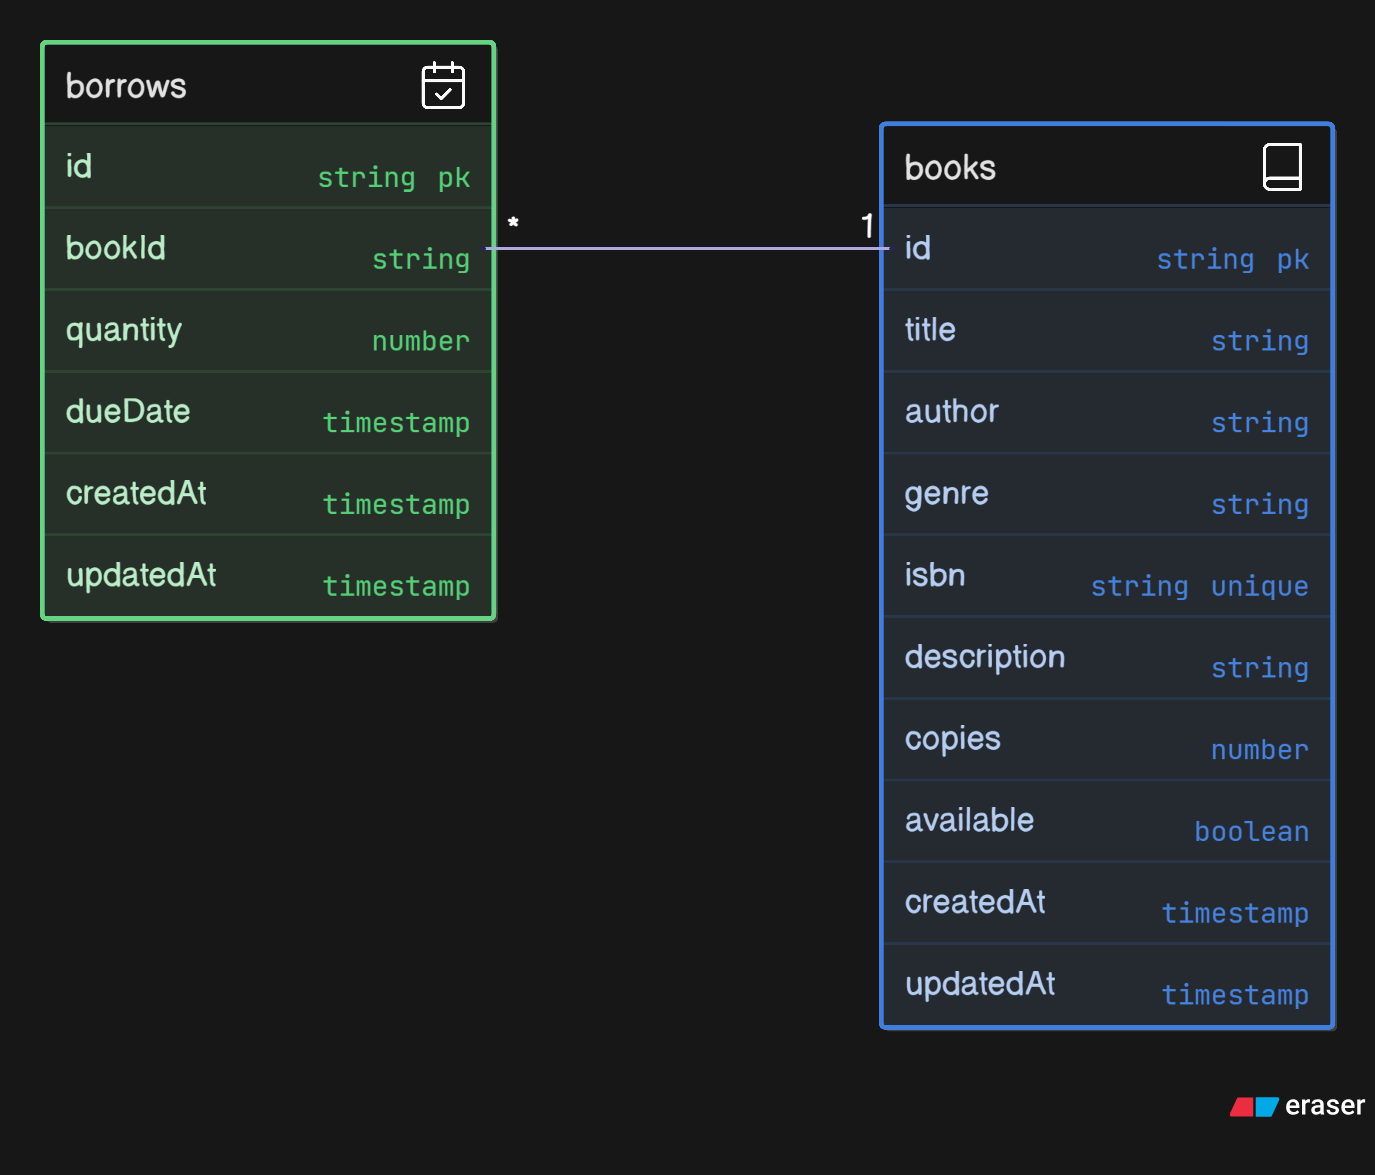 borrows
id string pk
bookId string
quantity number
dueDate timestamp
createdAt timestamp
updatedAt timestamp
* 1
books
id string pk
title string
author string
genre string
isbn string unique
description string
copies number
available boolean
createdAt timestamp
updatedAt timestamp
eraser